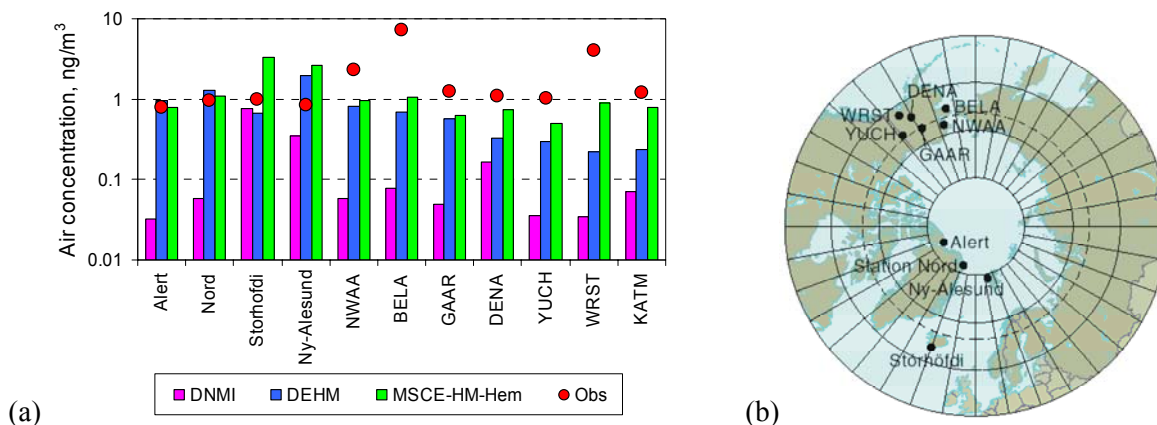 10
1
0.1
0.01
Air concentration, ng/m3
Alert
Nord
Storhofdi
Ny-Alesund
NWAA
BELA
GAAR
DENA
YUCH
WRST
KATM
DNMI DEHM MSCE-HM-Hem Obs
(a)
DENA
BELA
WRST
NWAA
YUCH
GAAR
Alert
Station Nord
Ny-Alesund
Storhöfdi
(b)